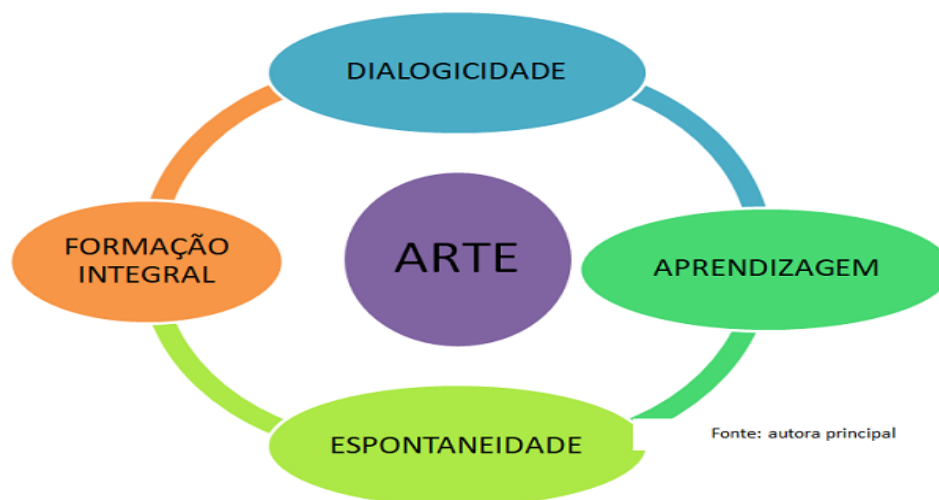 DIALOGICIDADE
FORMAÇÃO
INTEGRAL
ARTE
APRENDIZAGEM
ESPONTANEIDADE
Fonte: autora principal